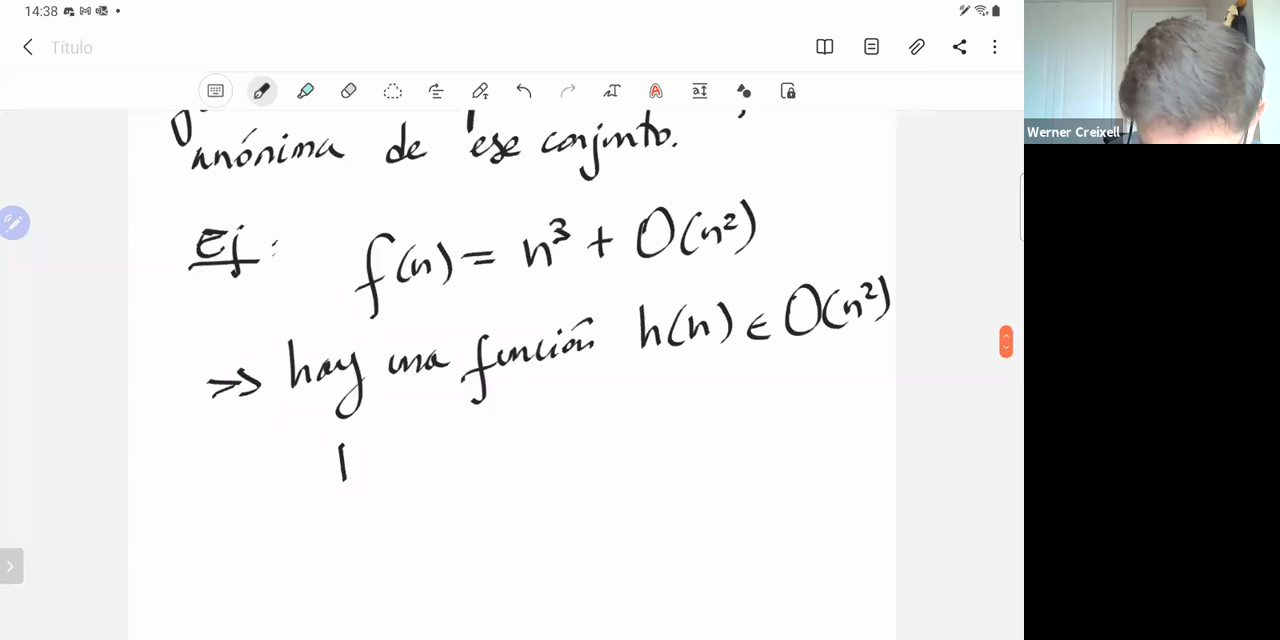 14:38
Título
Werner Creixell
anónima de ese conjunto.
Ej: f(n) = n³ + O(n²)
=> hay una función h(n) ∈ O(n²)